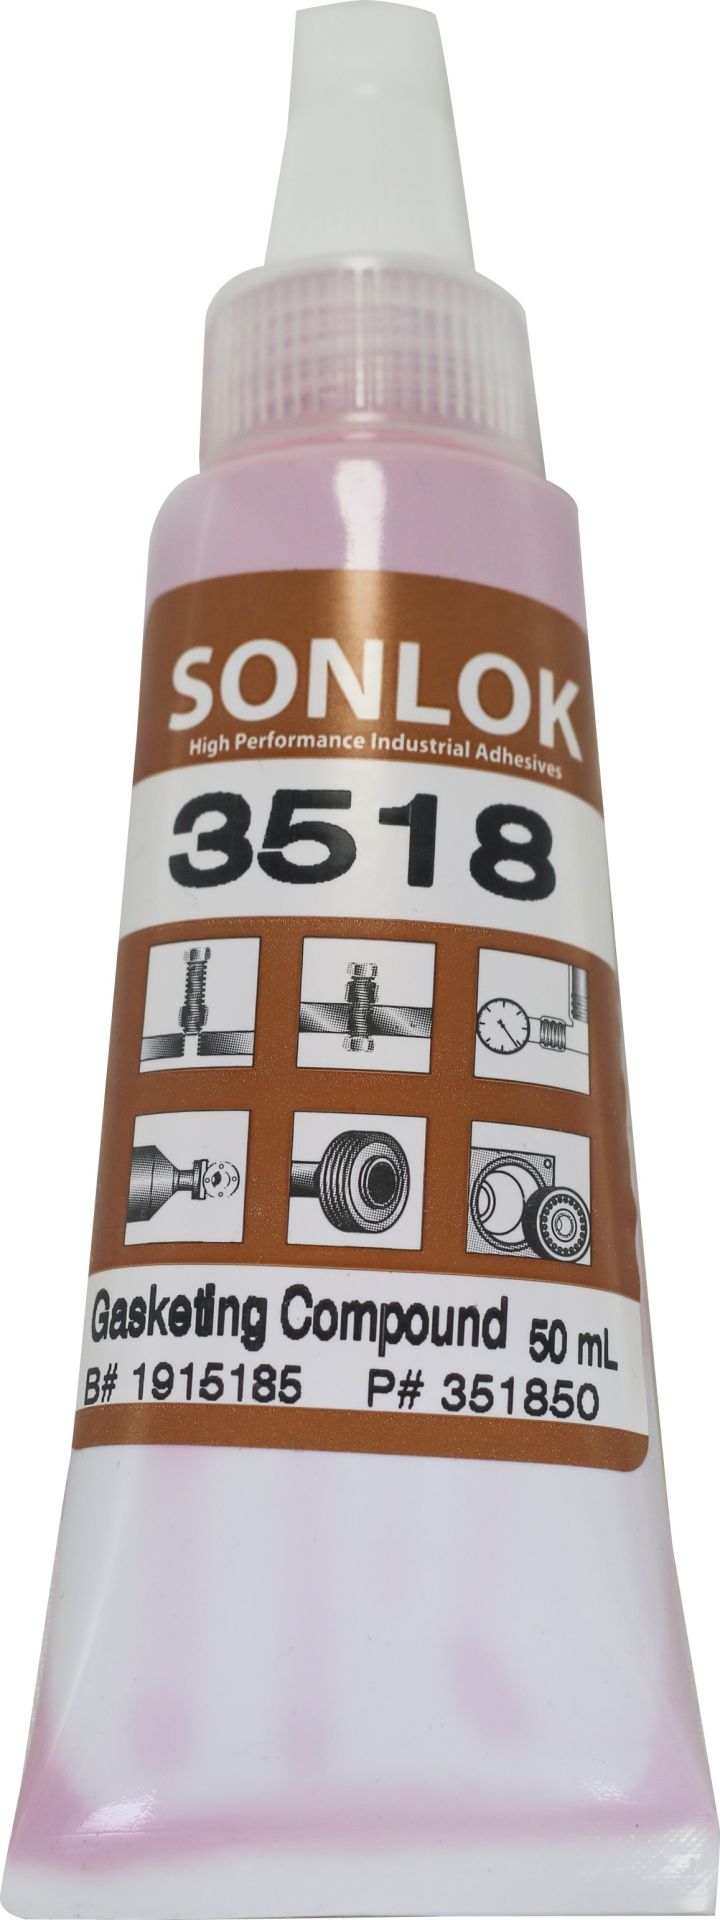 SONLOK
High Performance Industrial Adhesives
3518
Gasketing Compound 50 mL
B# 1915185 P# 351850